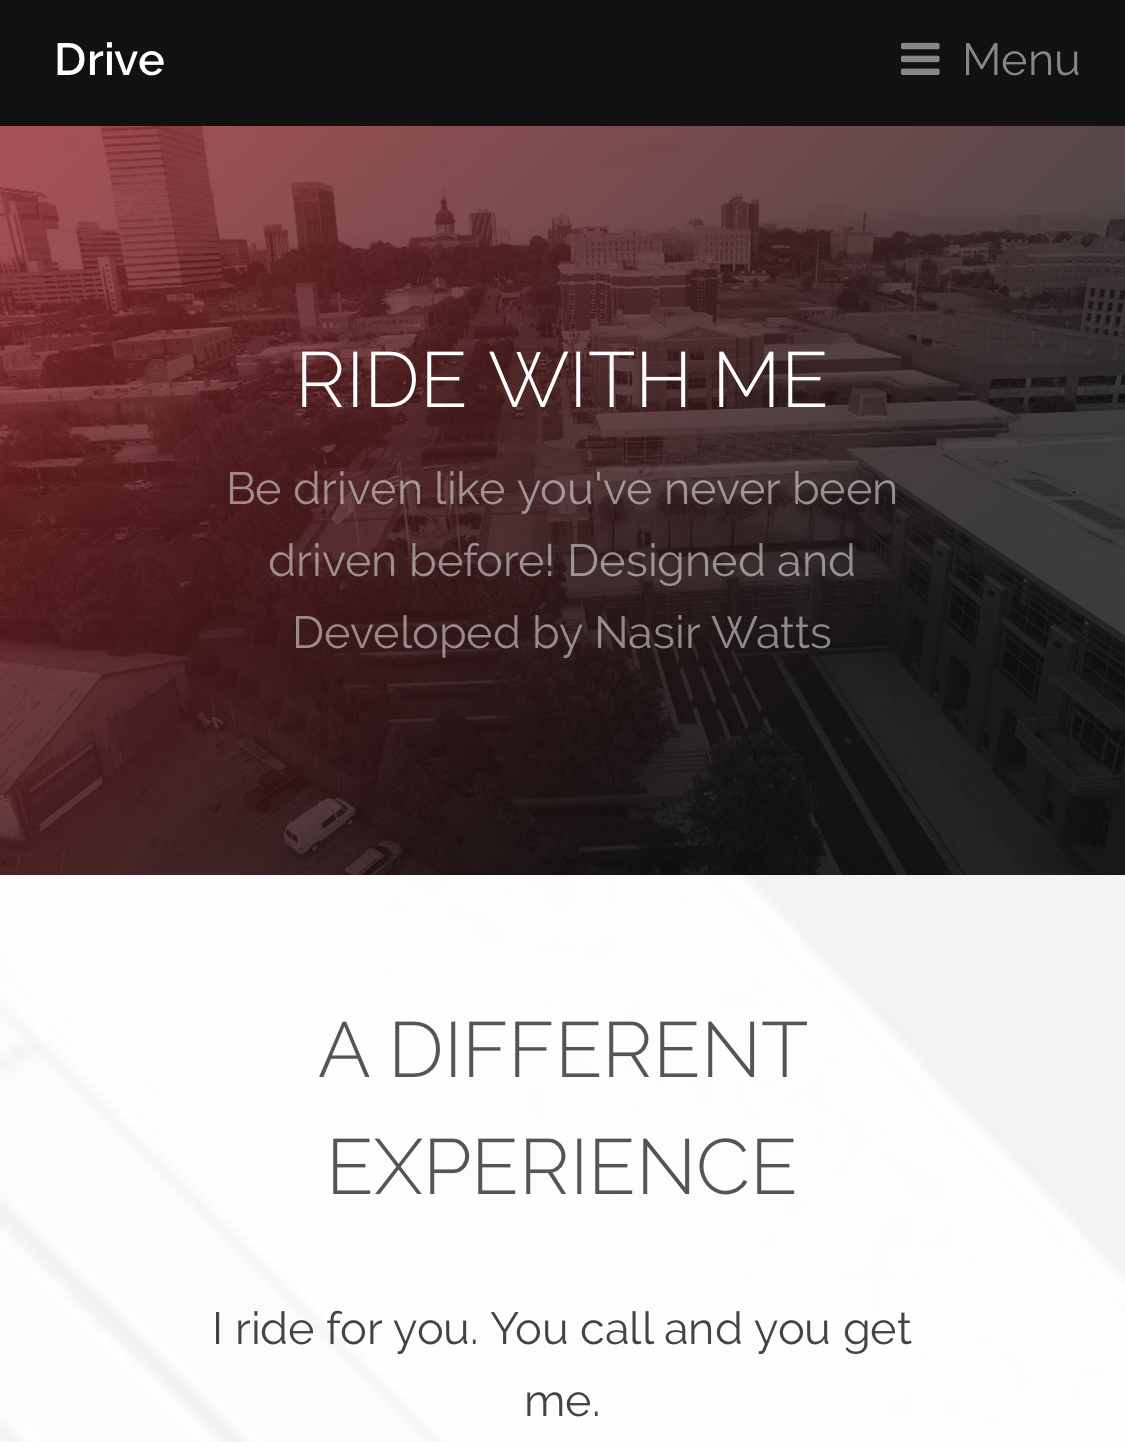 Drive
Menu
RIDE WITH ME
Be driven like you've never been
driven before! Designed and
Developed by Nasir Watts
A DIFFERENT
EXPERIENCE
I ride for you. You call and you get
me.